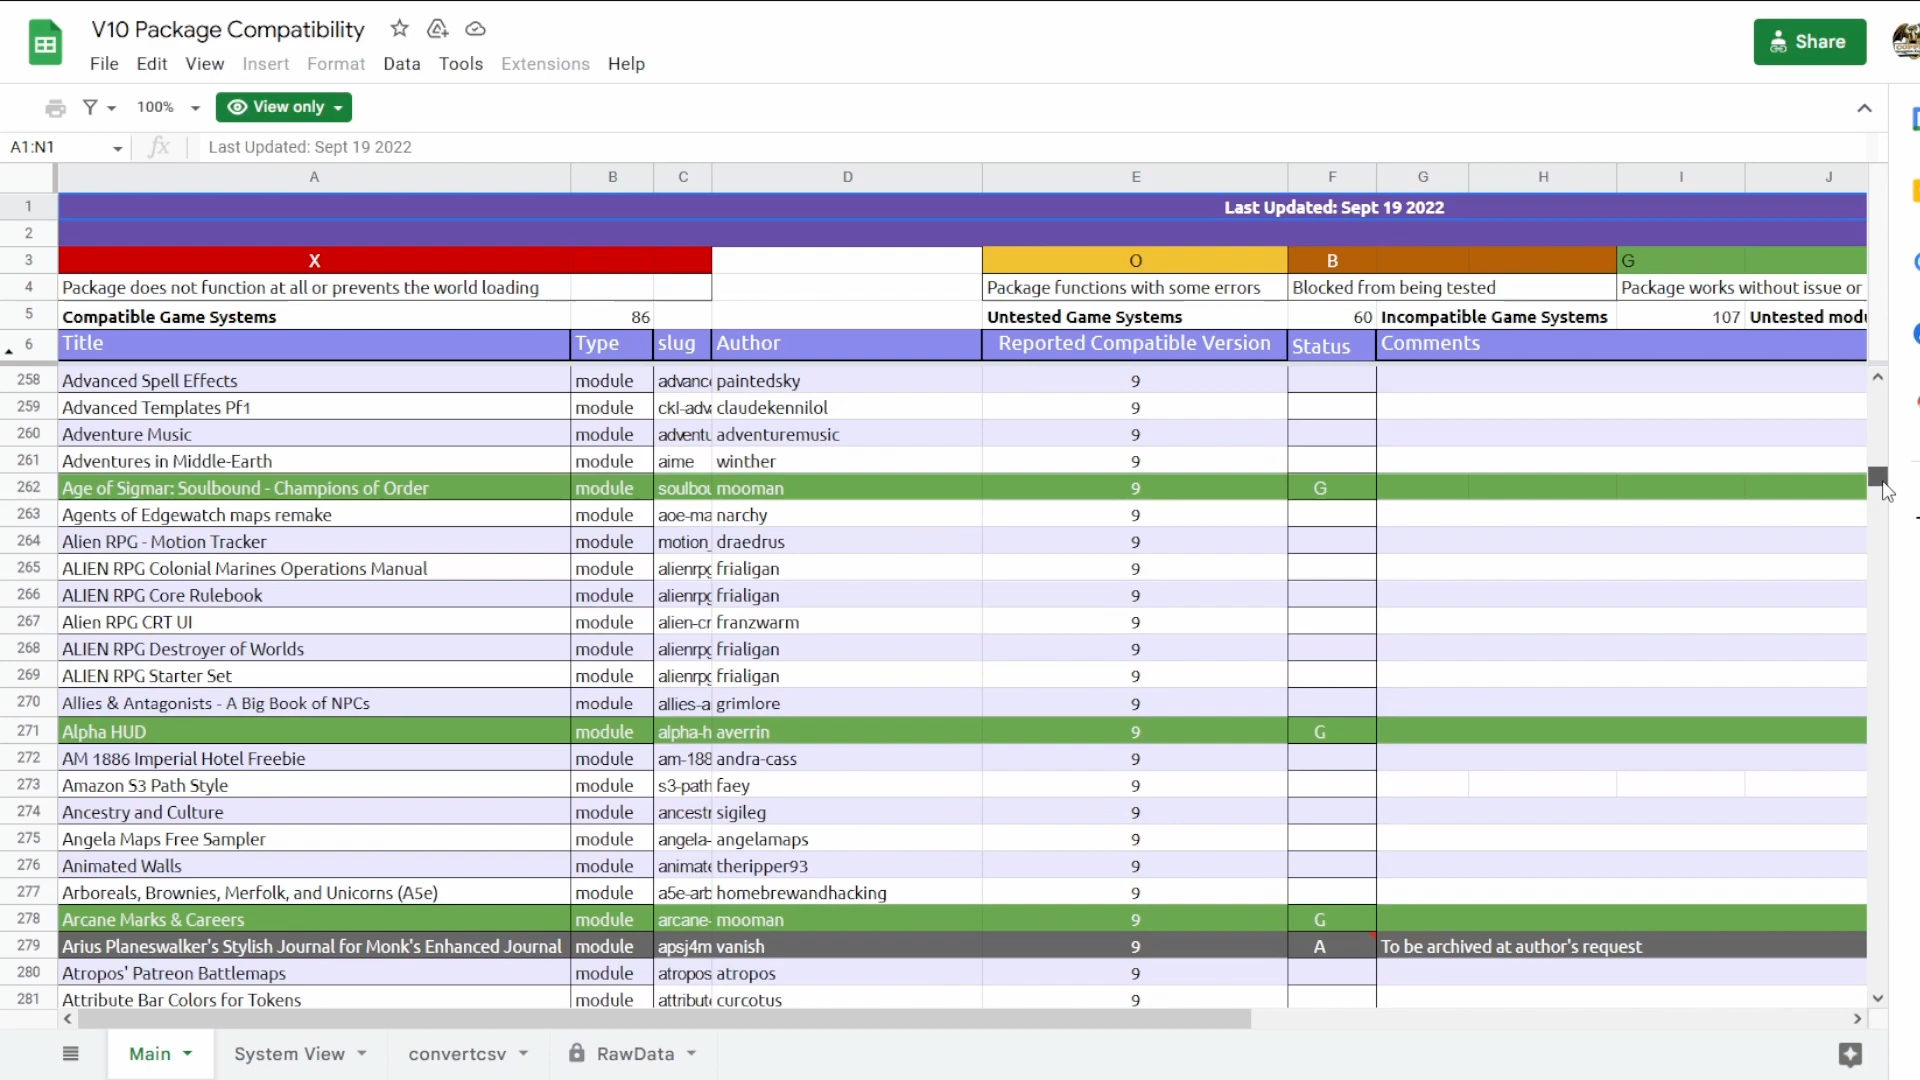 V10 Package Compatibility
Share
File Edit View Insert Format Data Tools Extensions Help
100% View only
A1:N1 fx Last Updated: Sept 19 2022
A B C D E F G H I J
1 Last Updated: Sept 19 2022
2
3 X O B G
4 Package does not function at all or prevents the world loading Package functions with some errors Blocked from being tested Package works without issue or
5 Compatible Game Systems 86 Untested Game Systems 60 Incompatible Game Systems 107 Untested modu
6 Title Type slug Author Reported Compatible Version Status Comments
258 Advanced Spell Effects module advanc paintedsky 9
259 Advanced Templates Pf1 module ckl-adv claudekennilol 9
260 Adventure Music module adventu adventuremusic 9
261 Adventures in Middle-Earth module aime winther 9
262 Age of Sigmar: Soulbound - Champions of Order module soulbou mooman 9 G
263 Agents of Edgewatch maps remake module aoe-ma narchy 9
264 Alien RPG - Motion Tracker module motion_ draedrus 9
265 ALIEN RPG Colonial Marines Operations Manual module alienrpg frialigan 9
266 ALIEN RPG Core Rulebook module alienrpg frialigan 9
267 Alien RPG CRT UI module alien-cr franzwarm 9
268 ALIEN RPG Destroyer of Worlds module alienrpg frialigan 9
269 ALIEN RPG Starter Set module alienrpg frialigan 9
270 Allies & Antagonists - A Big Book of NPCs module allies-a grimlore 9
271 Alpha HUD module alpha-h averrin 9 G
272 AM 1886 Imperial Hotel Freebie module am-188 andra-cass 9
273 Amazon S3 Path Style module s3-path faey 9
274 Ancestry and Culture module ancestr sigileg 9
275 Angela Maps Free Sampler module angela- angelamaps 9
276 Animated Walls module animate theripper93 9
277 Arboreals, Brownies, Merfolk, and Unicorns (A5e) module a5e-arb homebrewandhacking 9
278 Arcane Marks & Careers module arcane- mooman 9 G
279 Arius Planeswalker's Stylish Journal for Monk's Enhanced Journal module apsj4m vanish 9 A To be archived at author's request
280 Atropos' Patreon Battlemaps module atropos atropos 9
281 Attribute Bar Colors for Tokens module attribute curcotus 9
Main System View convertcsv RawData